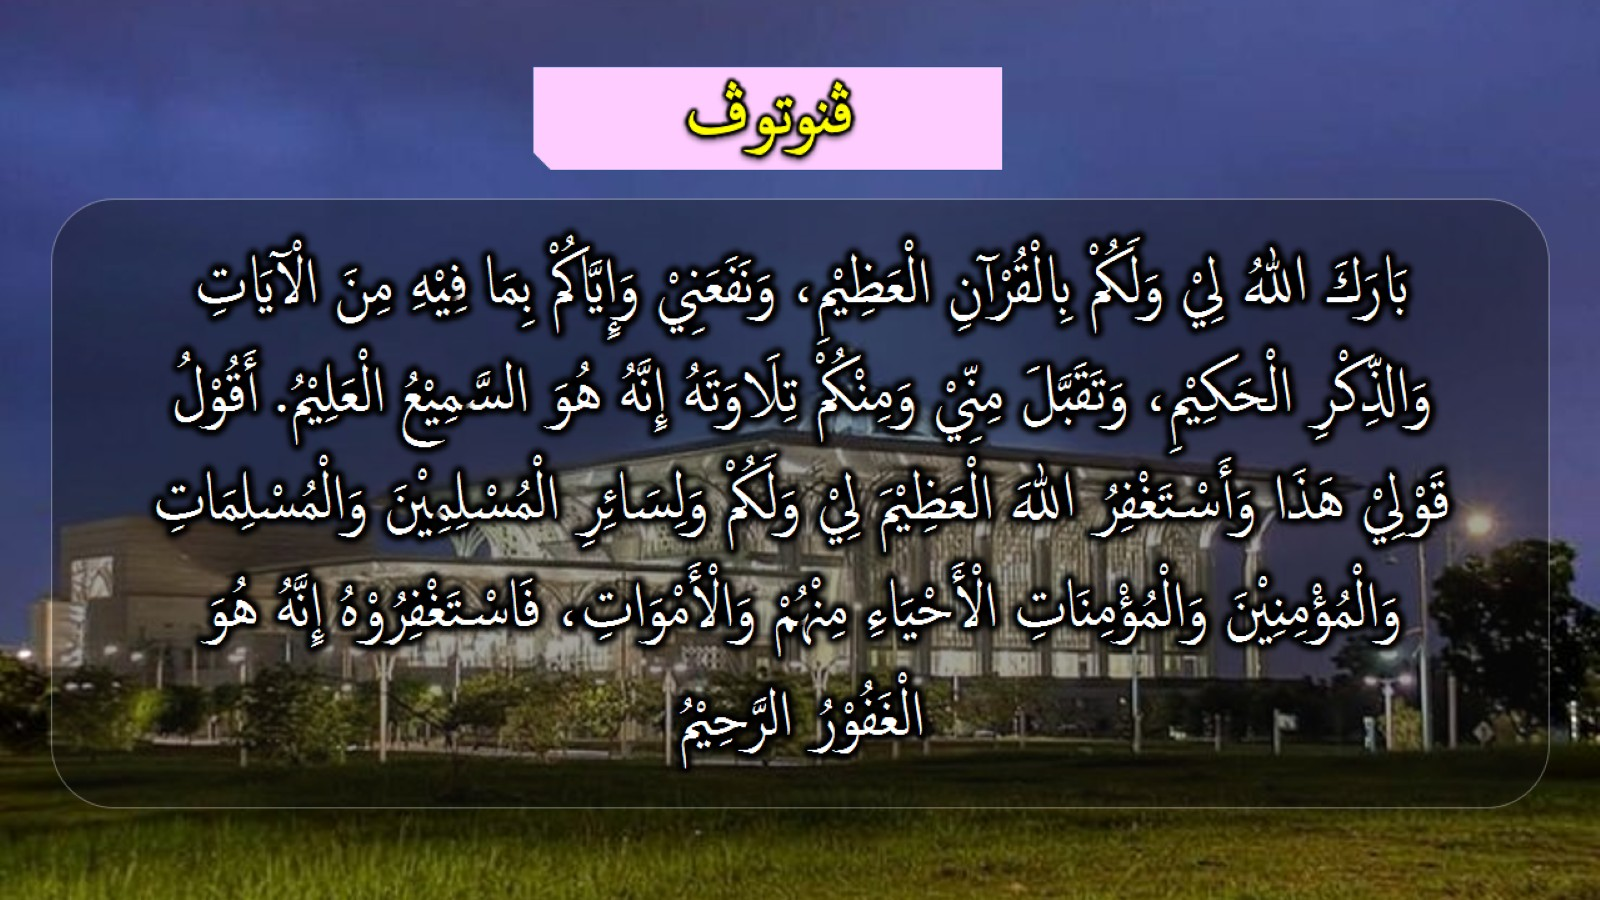 ڤنوتوڤ
بَارَكَ اللهُ لِيْ وَلَكُمْ بِالْقُرْآنِ الْعَظِيْمِ، وَنَفَعَنِيْ وَإِيَّاكُمْ بِمَا فِيْهِ مِنَ الْآيَاتِ
وَالذِّكْرِ الْحَكِيْمِ، وَتَقَبَّلَ مِنِّيْ وَمِنْكُمْ تِلَاوَتَهُ إِنَّهُ هُوَ السَّمِيْعُ الْعَلِيْمُ. أَقُوْلُ
قَوْلِيْ هَذَا وَأَسْتَغْفِرُ اللهَ الْعَظِيْمَ لِيْ وَلَكُمْ وَلِسَائِرِ الْمُسْلِمِيْنَ وَالْمُسْلِمَاتِ
وَالْمُؤْمِنِيْنَ وَالْمُؤْمِنَاتِ الْأَحْيَاءِ مِنْهُمْ وَالْأَمْوَاتِ، فَاسْتَغْفِرُوْهُ إِنَّهُ هُوَ
الْغَفُوْرُ الرَّحِيْمُ